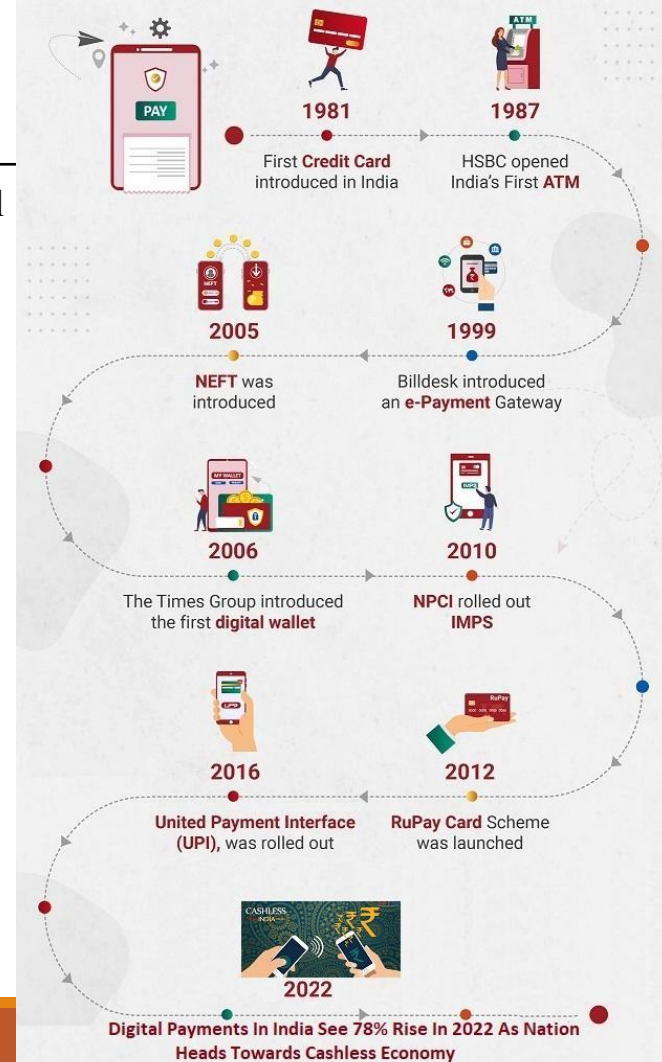 PAY
ATM
1981
First Credit Card
introduced in India
1987
HSBC opened
India's First ATM
NEFT
2005
NEFT was
introduced
1999
Billdesk introduced
an e-Payment Gateway
MY WALLET
2006
The Times Group introduced
the first digital wallet
IMPS
2010
NPCI rolled out
IMPS
UPI
2016
United Payment Interface
(UPI), was rolled out
RuPay
2012
RuPay Card Scheme
was launched
CASHLESS
INDIA
2022
Digital Payments In India See 78% Rise In 2022 As Nation
Heads Towards Cashless Economy